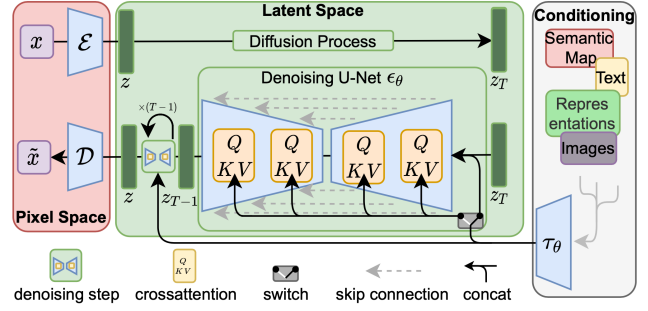 Latent Space
Conditioning
x
ℰ
Diffusion Process
z
z_T
Semantic
Map
Text
Repres
entations
Images
Denoising U-Net ϵ_θ
×(T−1)
Q
KV
Q
KV
Q
KV
Q
KV
x̃
𝒟
z
z_{T−1}
z_T
Pixel Space
τ_θ
Q
KV
denoising step
crossattention
switch
skip connection
concat